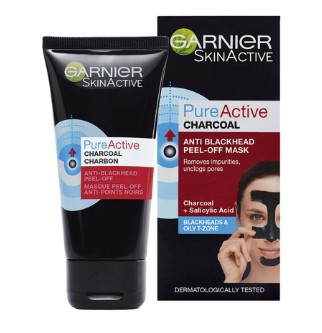 GARNIER
SKINACTIVE
PureActive
CHARCOAL
CHARBON
ANTI-BLACKHEAD
PEEL-OFF
MASQUE PEEL-OFF
ANTI-POINTS NOIRS
GARNIER
SKINACTIVE
PureActive
CHARCOAL
ANTI BLACKHEAD
PEEL-OFF MASK
Removes impurities,
unclogs pores
Charcoal
+ Salicylic Acid
BLACKHEADS &
OILY T-ZONE
DERMATOLOGICALLY TESTED